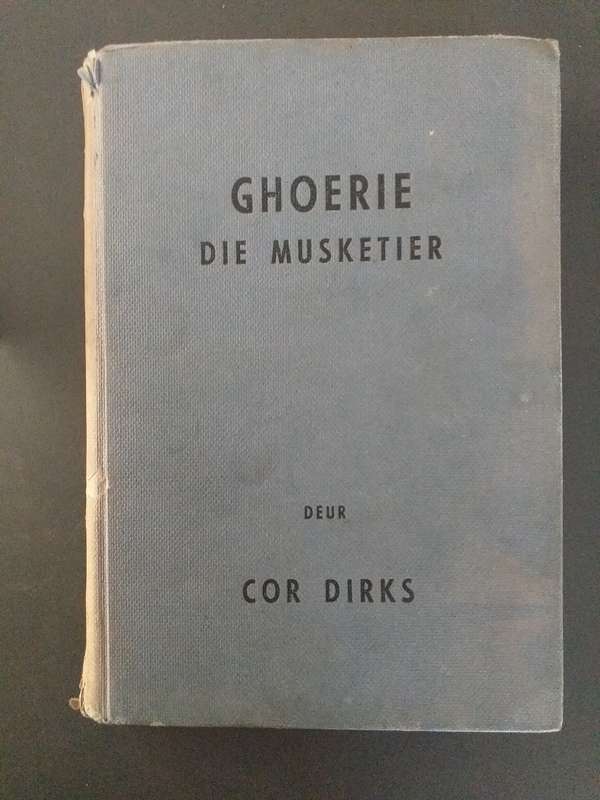 GHOERIE
DIE MUSKETIER
DEUR
COR DIRKS